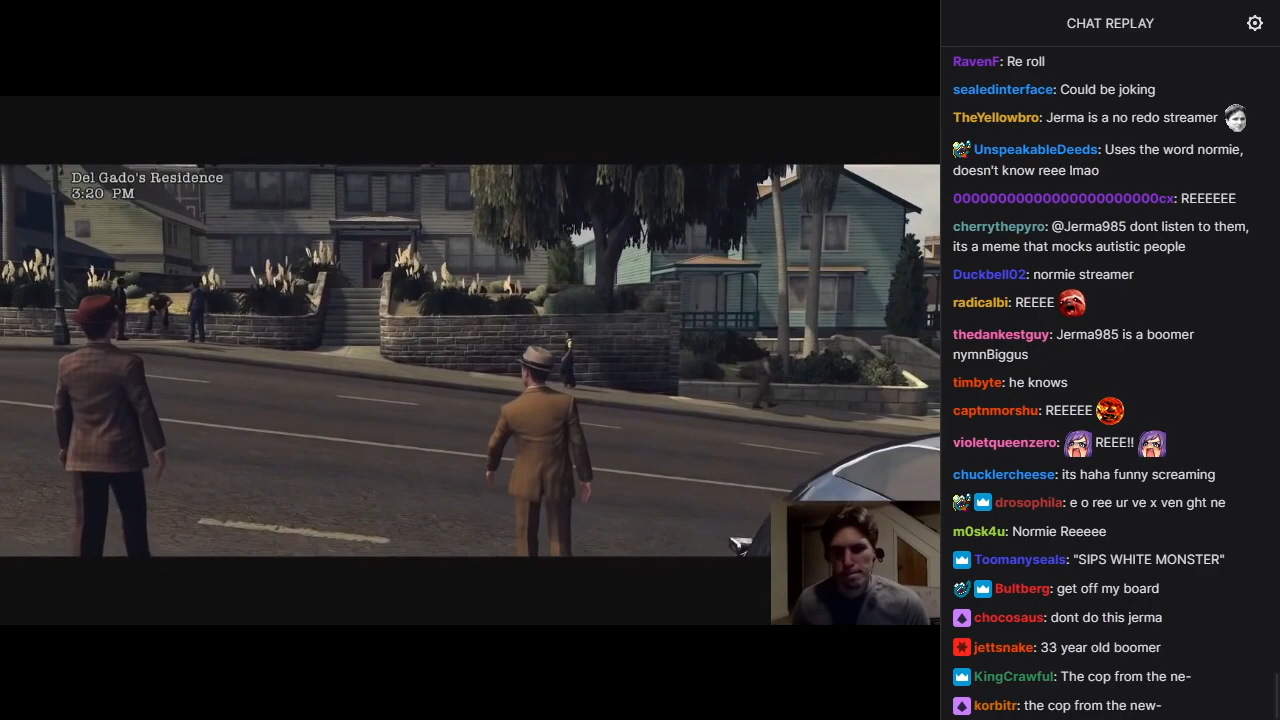 CHAT REPLAY
Del Gado's Residence
3:20 PM
RavenF: Re roll
sealedinterface: Could be joking
TheYellowbro: Jerma is a no redo streamer
UnspeakableDeeds: Uses the word normie,
doesn't know reee lmao
00000000000000000000000cx: REEEEEE
cherrythepyro: @Jerma985 dont listen to them,
its a meme that mocks autistic people
Duckbell02: normie streamer
radicalbi: REEEE
thedankestguy: Jerma985 is a boomer
nymnBiggus
timbyte: he knows
captnmorshu: REEEEE
violetqueenzero: REEE!!
chucklercheese: its haha funny screaming
drosophila: e o ree ur ve x ven ght ne
m0sk4u: Normie Reeeee
Toomanyseals: "SIPS WHITE MONSTER"
Bultberg: get off my board
chocosaus: dont do this jerma
jettsnake: 33 year old boomer
KingCrawful: The cop from the ne-
korbitr: the cop from the new-